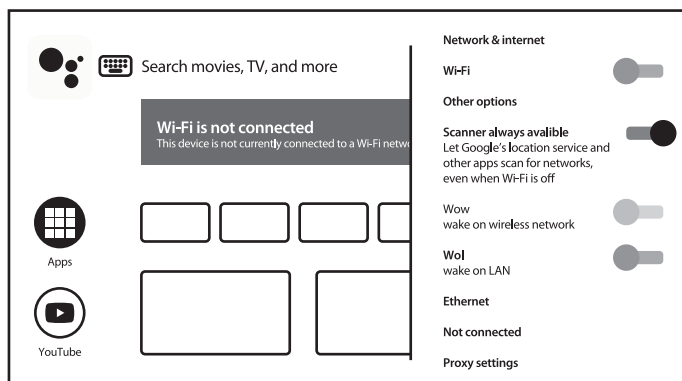 Search movies, TV, and more
Wi-Fi is not connected
This device is not currently connected to a Wi-Fi netwo
Apps
YouTube
Network & internet
Wi-Fi
Other options
Scanner always avalible
Let Google's location service and
other apps scan for networks,
even when Wi-Fi is off
Wow
wake on wireless network
Wol
wake on LAN
Ethernet
Not connected
Proxy settings